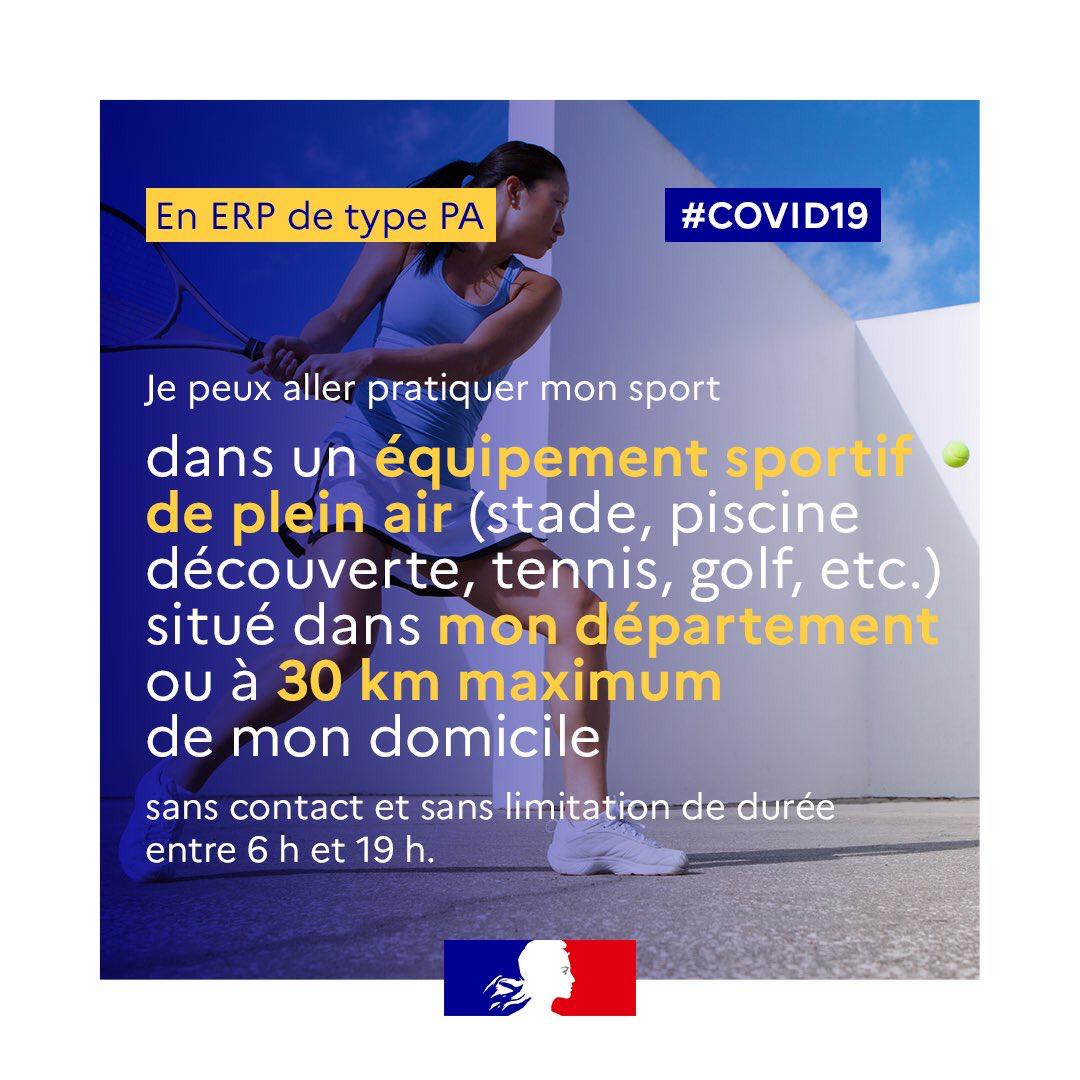 En ERP de type PA
#COVID19
Je peux aller pratiquer mon sport
dans un équipement sportif
de plein air (stade, piscine
découverte, tennis, golf, etc.)
situé dans mon département
ou à 30 km maximum
de mon domicile
sans contact et sans limitation de durée
entre 6 h et 19 h.